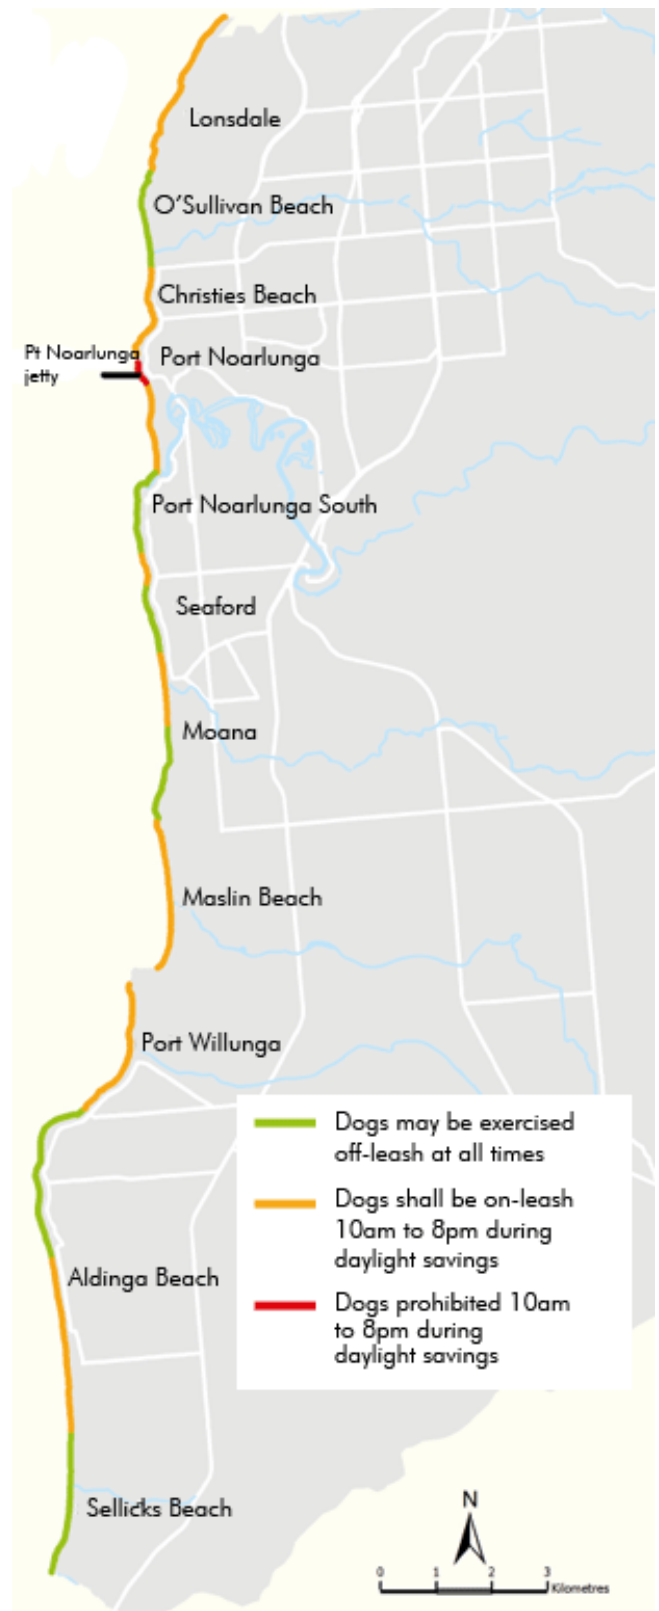 Lonsdale
O'Sullivan Beach
Christies Beach
Pt Noarlunga
jetty
Port Noarlunga
Port Noarlunga South
Seaford
Moana
Maslin Beach
Port Willunga
Dogs may be exercised
off-leash at all times
Dogs shall be on-leash
10am to 8pm during
daylight savings
Dogs prohibited 10am
to 8pm during
daylight savings
Aldinga Beach
Sellicks Beach
N
0 1 2 3
Kilometres